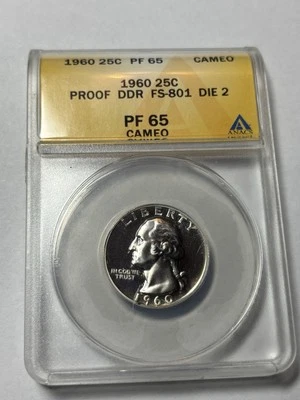 1960 25C PF 65 CAMEO
1960 25C
PROOF DDR FS-801 DIE 2
PF 65
CAMEO
ANACS
LIBERTY
IN GOD WE
TRUST
1960